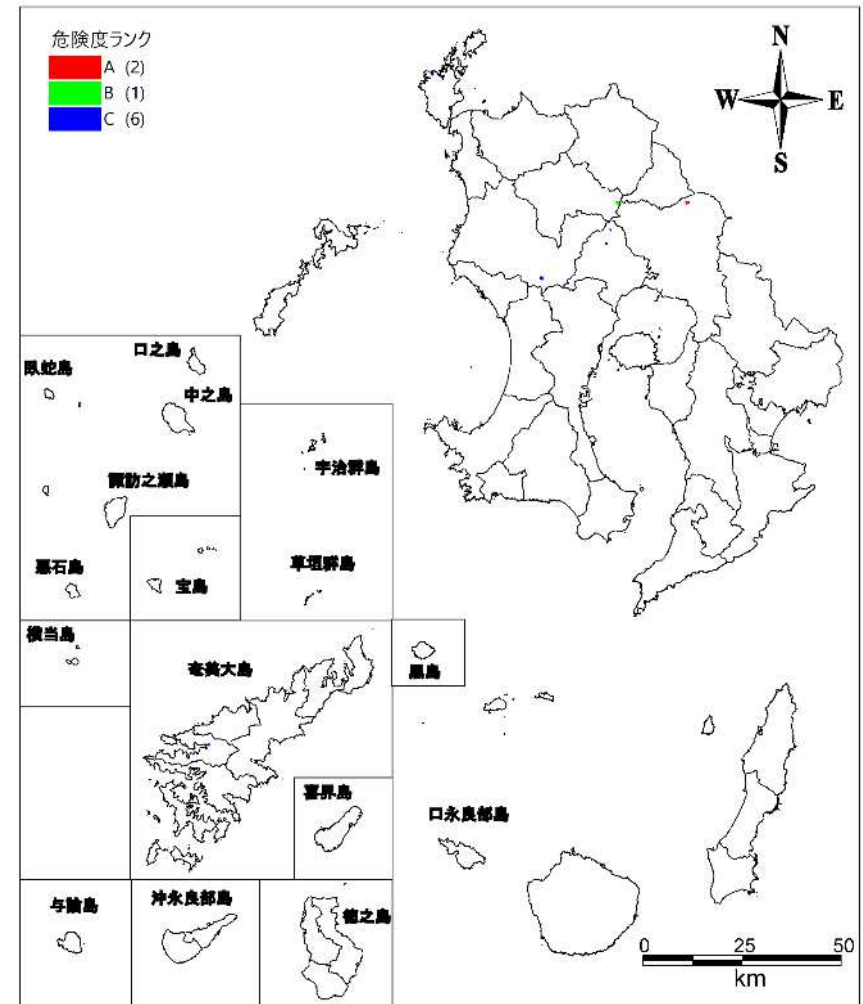 危険度ランク
A (2)
B (1)
C (6)
N
W
E
S
口之島
臥蛇島
中之島
諏訪之瀬島
宇治群島
悪石島
宝島
草垣群島
横当島
奄美大島
黒島
喜界島
口永良部島
与論島
沖永良部島
徳之島
0 25 50
km